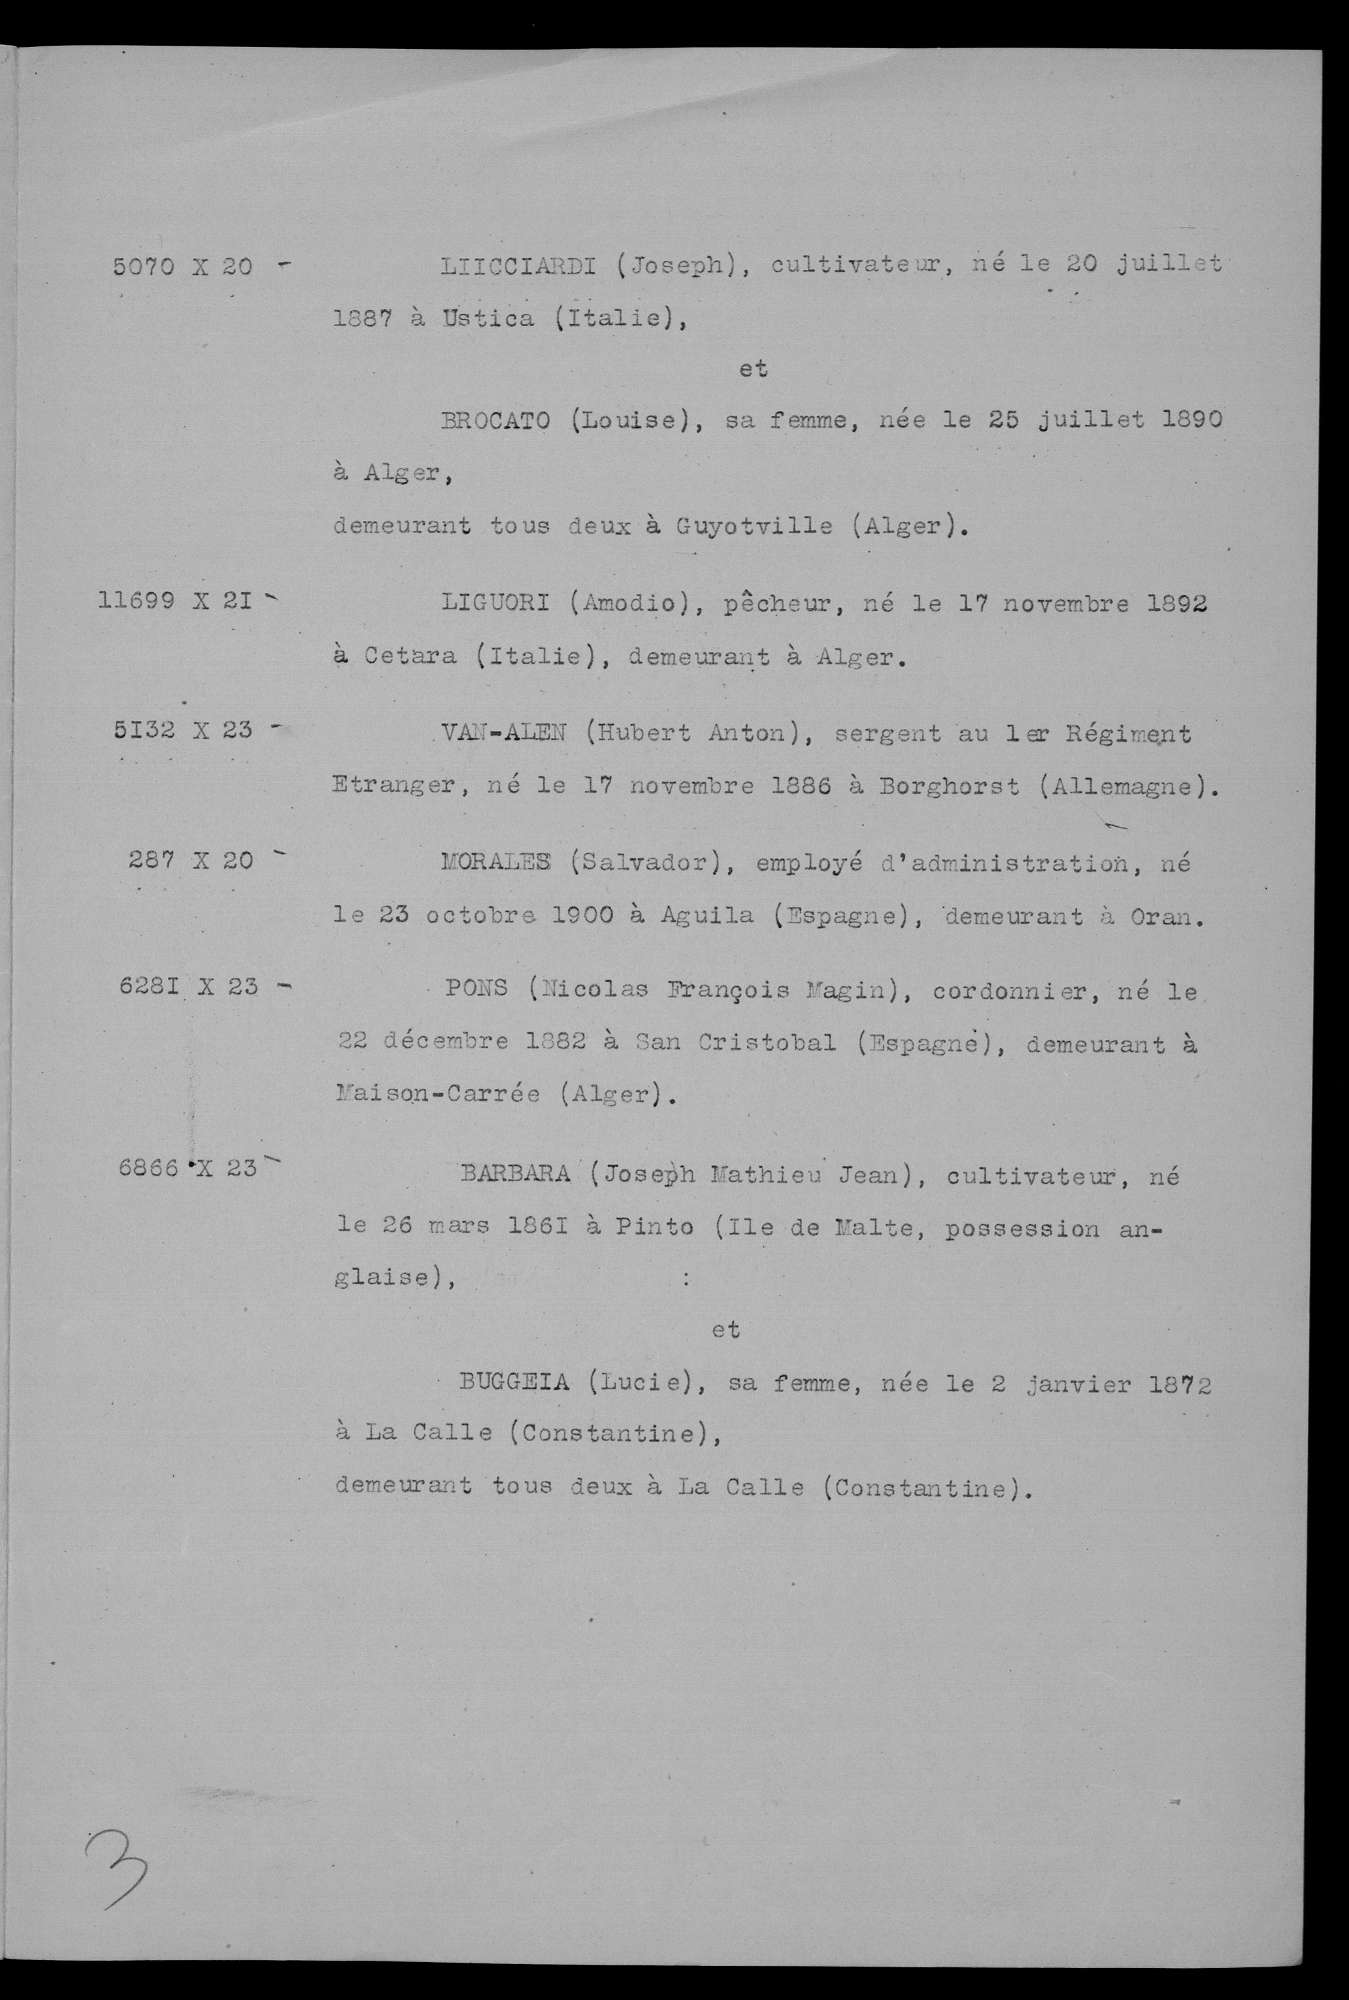 5070 X 20 - LIICCIARDI (Joseph), cultivateur, né le 20 juillet
1887 à Ustica (Italie),
et
BROCATO (Louise), sa femme, née le 25 juillet 1890
à Alger,
demeurant tous deux à Guyotville (Alger).
11699 X 2I - LIGUORI (Amodio), pêcheur, né le 17 novembre 1892
à Cetara (Italie), demeurant à Alger.
5I32 X 23 - VAN-ALEN (Hubert Anton), sergent au 1er Régiment
Etranger, né le 17 novembre 1886 à Borghorst (Allemagne).
287 X 20 - MORALES (Salvador), employé d'administration, né
le 23 octobre 1900 à Aguila (Espagne), demeurant à Oran.
628I X 23 - PONS (Nicolas François Magin), cordonnier, né le
22 décembre 1882 à San Cristobal (Espagne), demeurant à
Maison-Carrée (Alger).
6866 X 23 - BARBARA (Joseph Mathieu Jean), cultivateur, né
le 26 mars 186I à Pinto (Ile de Malte, possession an-
glaise), :
et
BUGGEIA (Lucie), sa femme, née le 2 janvier 1872
à La Calle (Constantine),
demeurant tous deux à La Calle (Constantine).
3